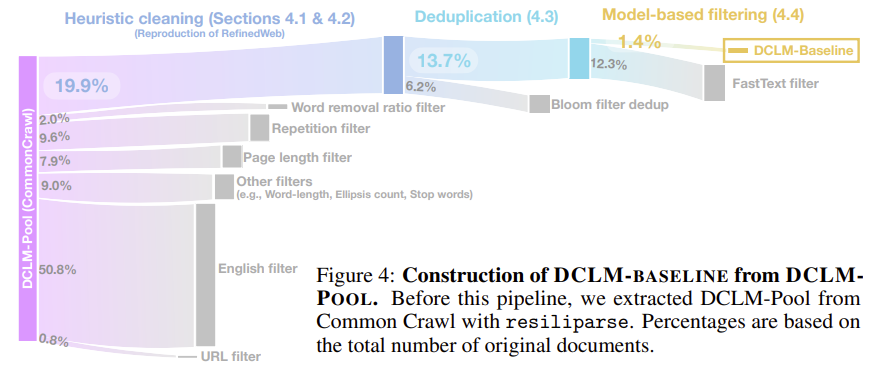 Heuristic cleaning (Sections 4.1 & 4.2)
(Reproduction of RefinedWeb)
Deduplication (4.3)
Model-based filtering (4.4)
DCLM-Pool (CommonCrawl)
19.9%
13.7%
1.4%
DCLM-Baseline
12.3%
FastText filter
6.2%
Bloom filter dedup
2.0%
Word removal ratio filter
9.6%
Repetition filter
7.9%
Page length filter
9.0%
Other filters
(e.g., Word-length, Ellipsis count, Stop words)
50.8%
English filter
0.8%
URL filter
Figure 4: Construction of DCLM-BASELINE from DCLM-
POOL. Before this pipeline, we extracted DCLM-Pool from
Common Crawl with resiliparse. Percentages are based on
the total number of original documents.